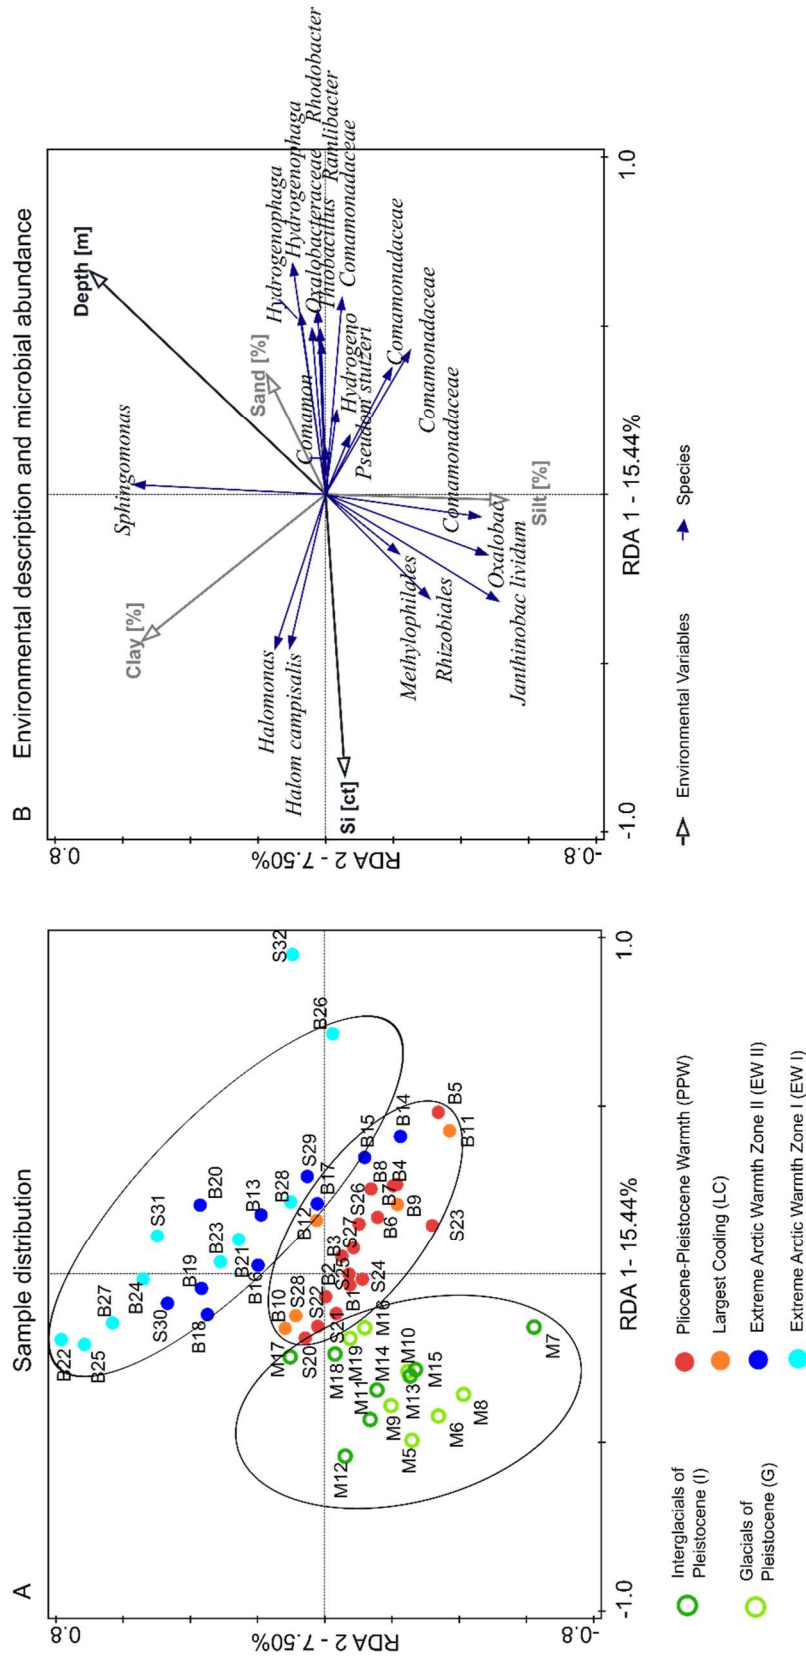 A
Sample distribution
0.8
RDA 2 - 7.50%
-0.8
-1.0
RDA 1- 15.44%
1.0
B22
B25
B27
B24
S31
S30
B19
B18
B20
B23
B21
B13
B16
B28
S29
B17
B12
B15
B14
B26
S32
B10
S28
M17
S20
S22
B2
B3
S21
B1
S25
S27
S24
S26
B8
B7
B4
B6
B9
S23
B5
B11
M18
M19
M16
M14
M11
M10
M12
M9
M13
M15
M5
M6
M8
M7
Interglacials of
Pleistocene (I)
Glacials of
Pleistocene (G)
Pliocene-Pleistocene Warmth (PPW)
Largest Cooling (LC)
Extreme Arctic Warmth Zone II (EW II)
Extreme Arctic Warmth Zone I (EW I)
B
Environmental description and microbial abundance
0.8
RDA 2 - 7.50%
-0.8
-1.0
RDA 1 - 15.44%
1.0
Depth [m]
Sand [%]
Clay [%]
Silt [%]
Si [ct]
Sphingomonas
Halomonas
Halom campisalis
Hydrogenophaga
Hydrogenophaga
Rhodobacter
Oxalobacteraceae
Thiobacillus
Ramlibacter
Comamonadaceae
Comamon
Hydrogeno
Pseudom stutzeri
Comamonadaceae
Comamonadaceae
Comamonadaceae
Oxalobac
Janthinobac lividum
Methylophilales
Rhizobiales
Environmental Variables
Species